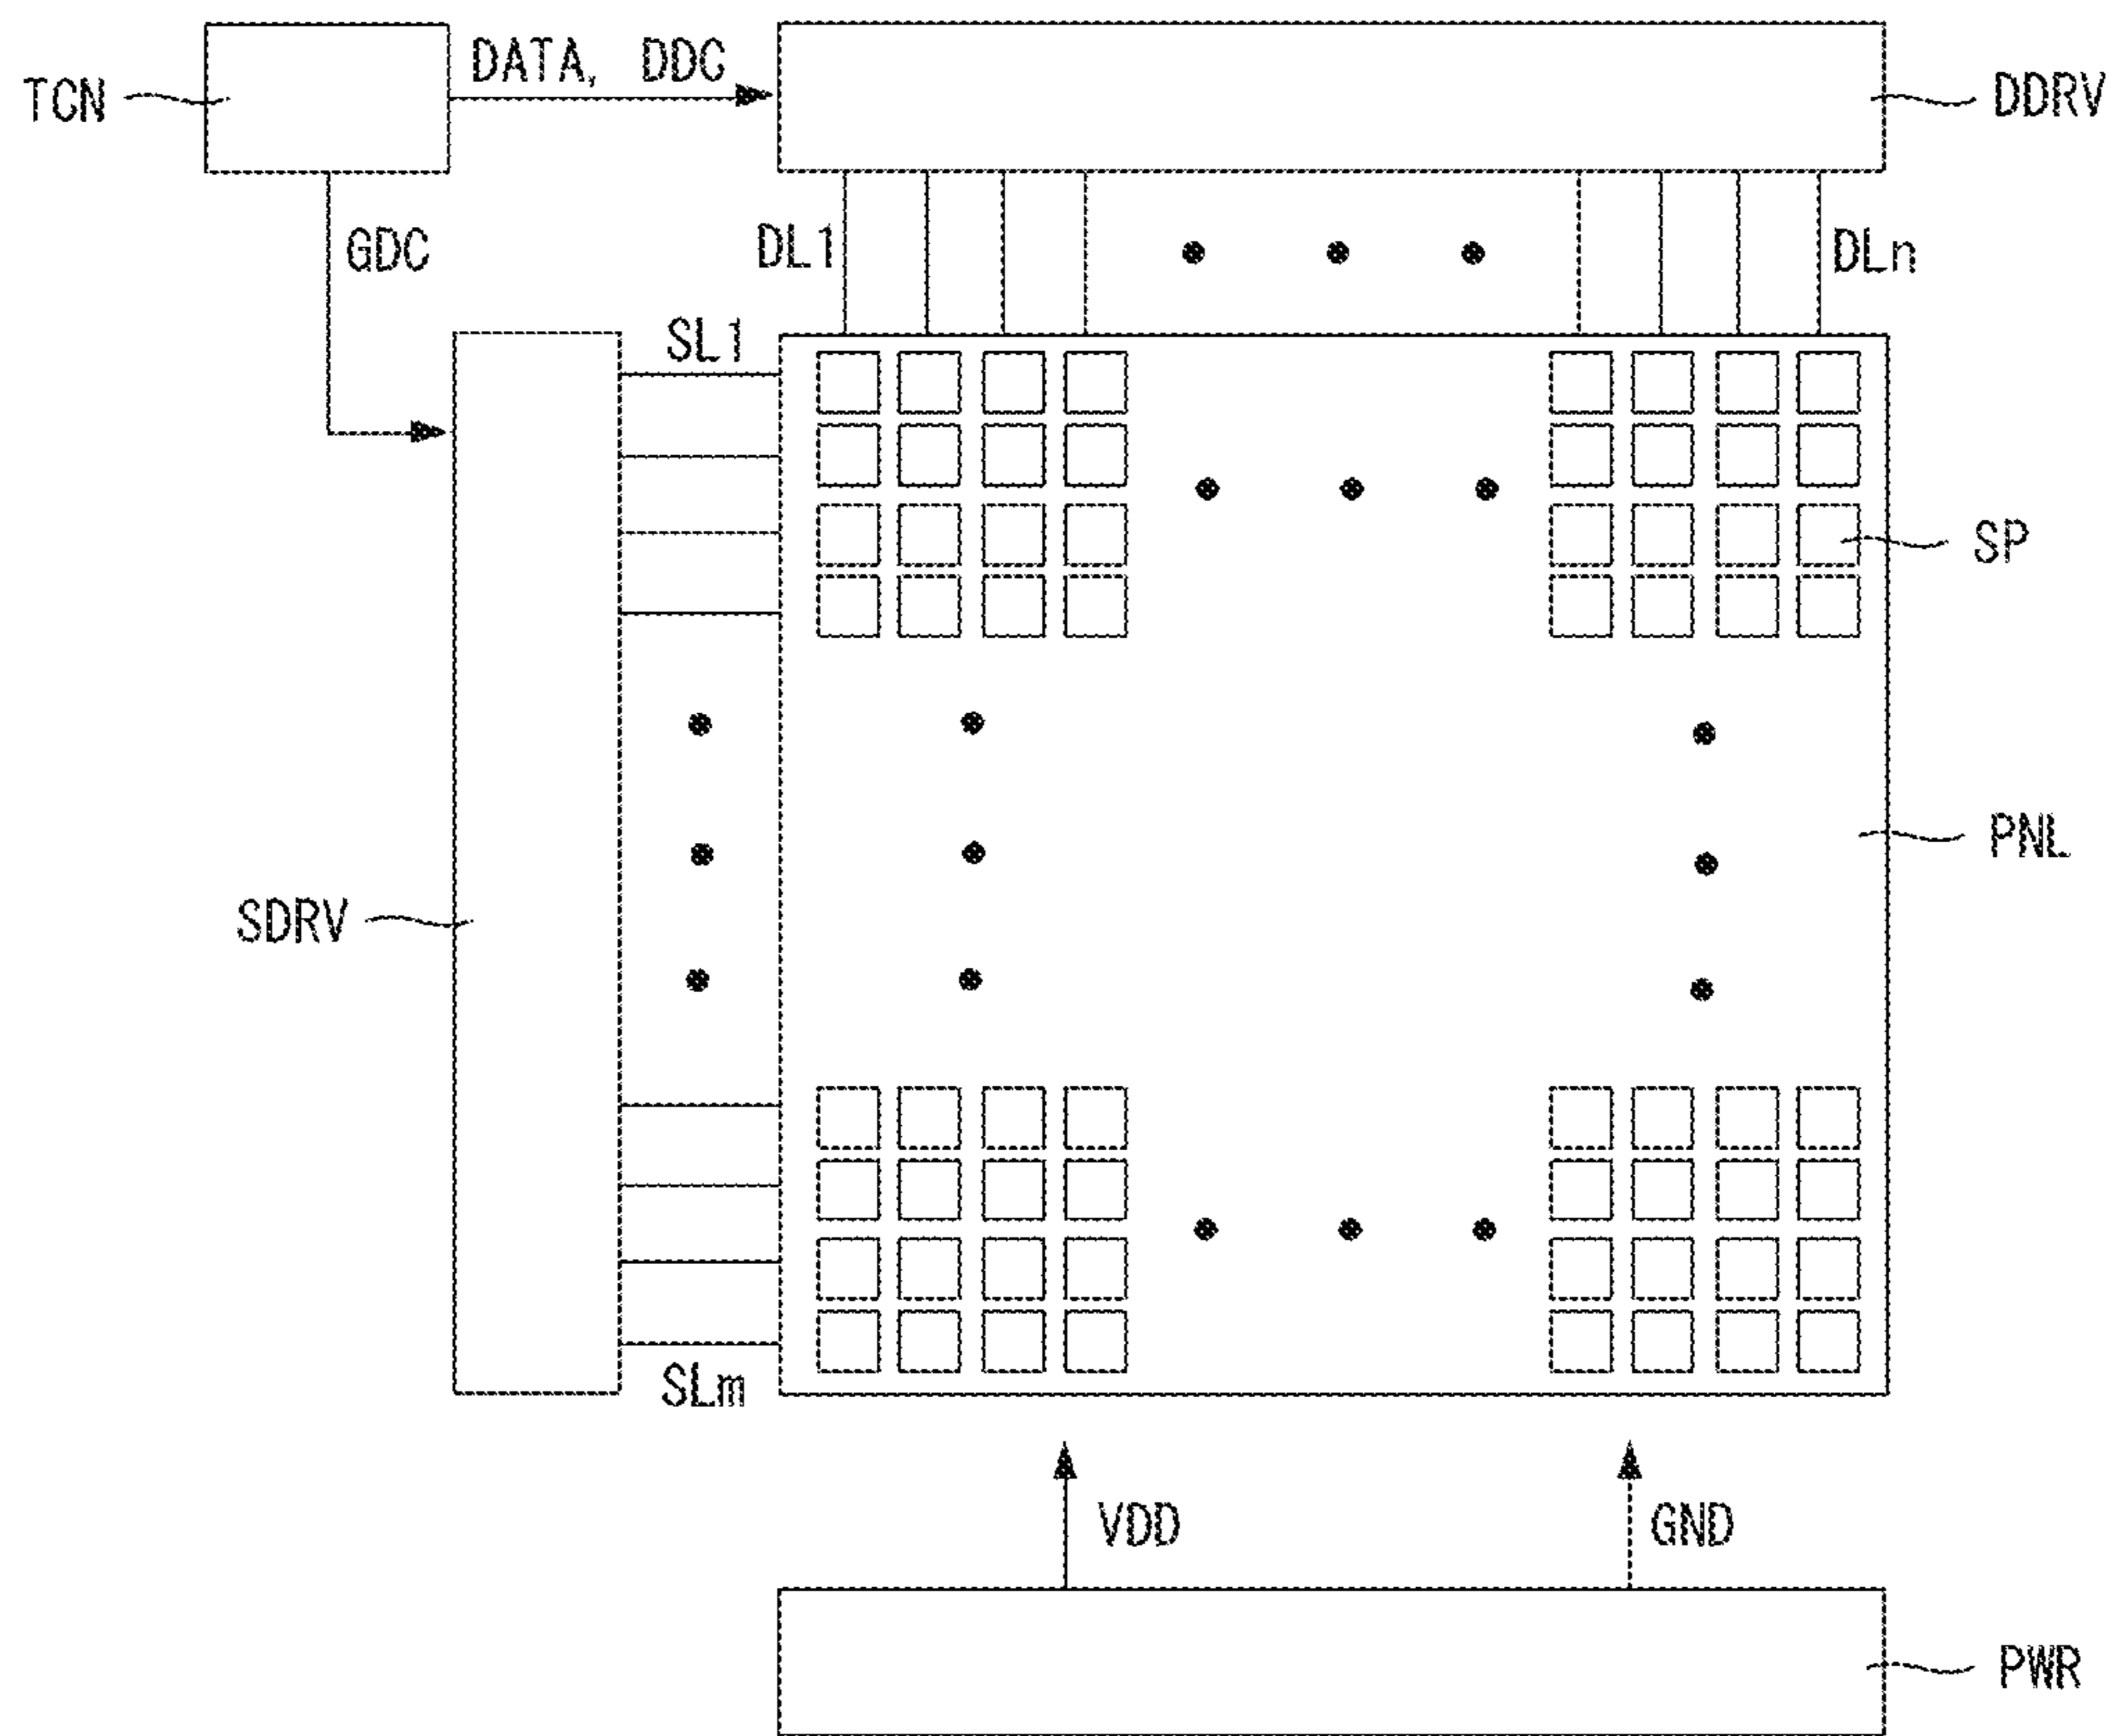 TCN
DATA, DDC
DDRV
GDC
DL1
DLn
SL1
SP
PNL
SDRV
SLm
VDD
GND
PWR